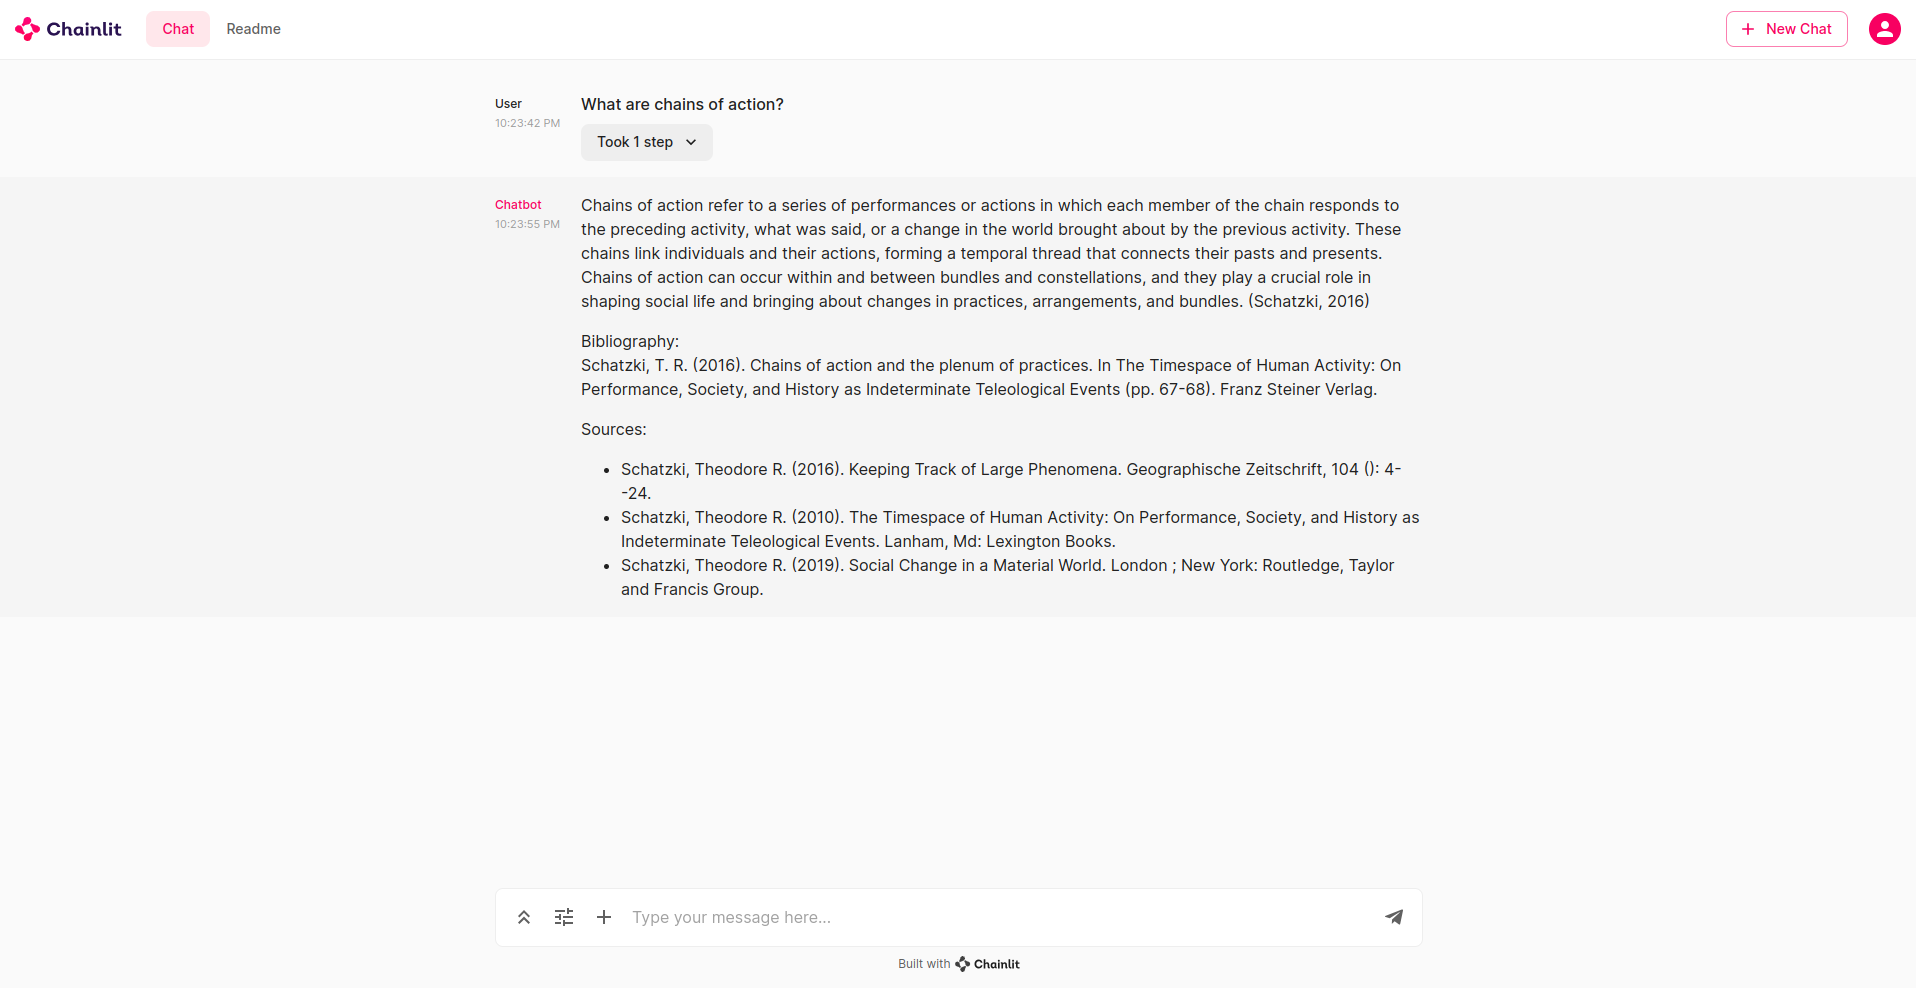 Chainlit
Chat
Readme
New Chat
User
What are chains of action?
10:23:42 PM
Took 1 step
Chatbot
10:23:55 PM
Chains of action refer to a series of performances or actions in which each member of the chain responds to
the preceding activity, what was said, or a change in the world brought about by the previous activity. These
chains link individuals and their actions, forming a temporal thread that connects their pasts and presents.
Chains of action can occur within and between bundles and constellations, and they play a crucial role in
shaping social life and bringing about changes in practices, arrangements, and bundles. (Schatzki, 2016)
Bibliography:
Schatzki, T. R. (2016). Chains of action and the plenum of practices. In The Timespace of Human Activity: On
Performance, Society, and History as Indeterminate Teleological Events (pp. 67-68). Franz Steiner Verlag.
Sources:
• Schatzki, Theodore R. (2016). Keeping Track of Large Phenomena. Geographische Zeitschrift, 104 (): 4-
-24.
• Schatzki, Theodore R. (2010). The Timespace of Human Activity: On Performance, Society, and History as
Indeterminate Teleological Events. Lanham, Md: Lexington Books.
• Schatzki, Theodore R. (2019). Social Change in a Material World. London ; New York: Routledge, Taylor
and Francis Group.
Type your message here...
Built with Chainlit